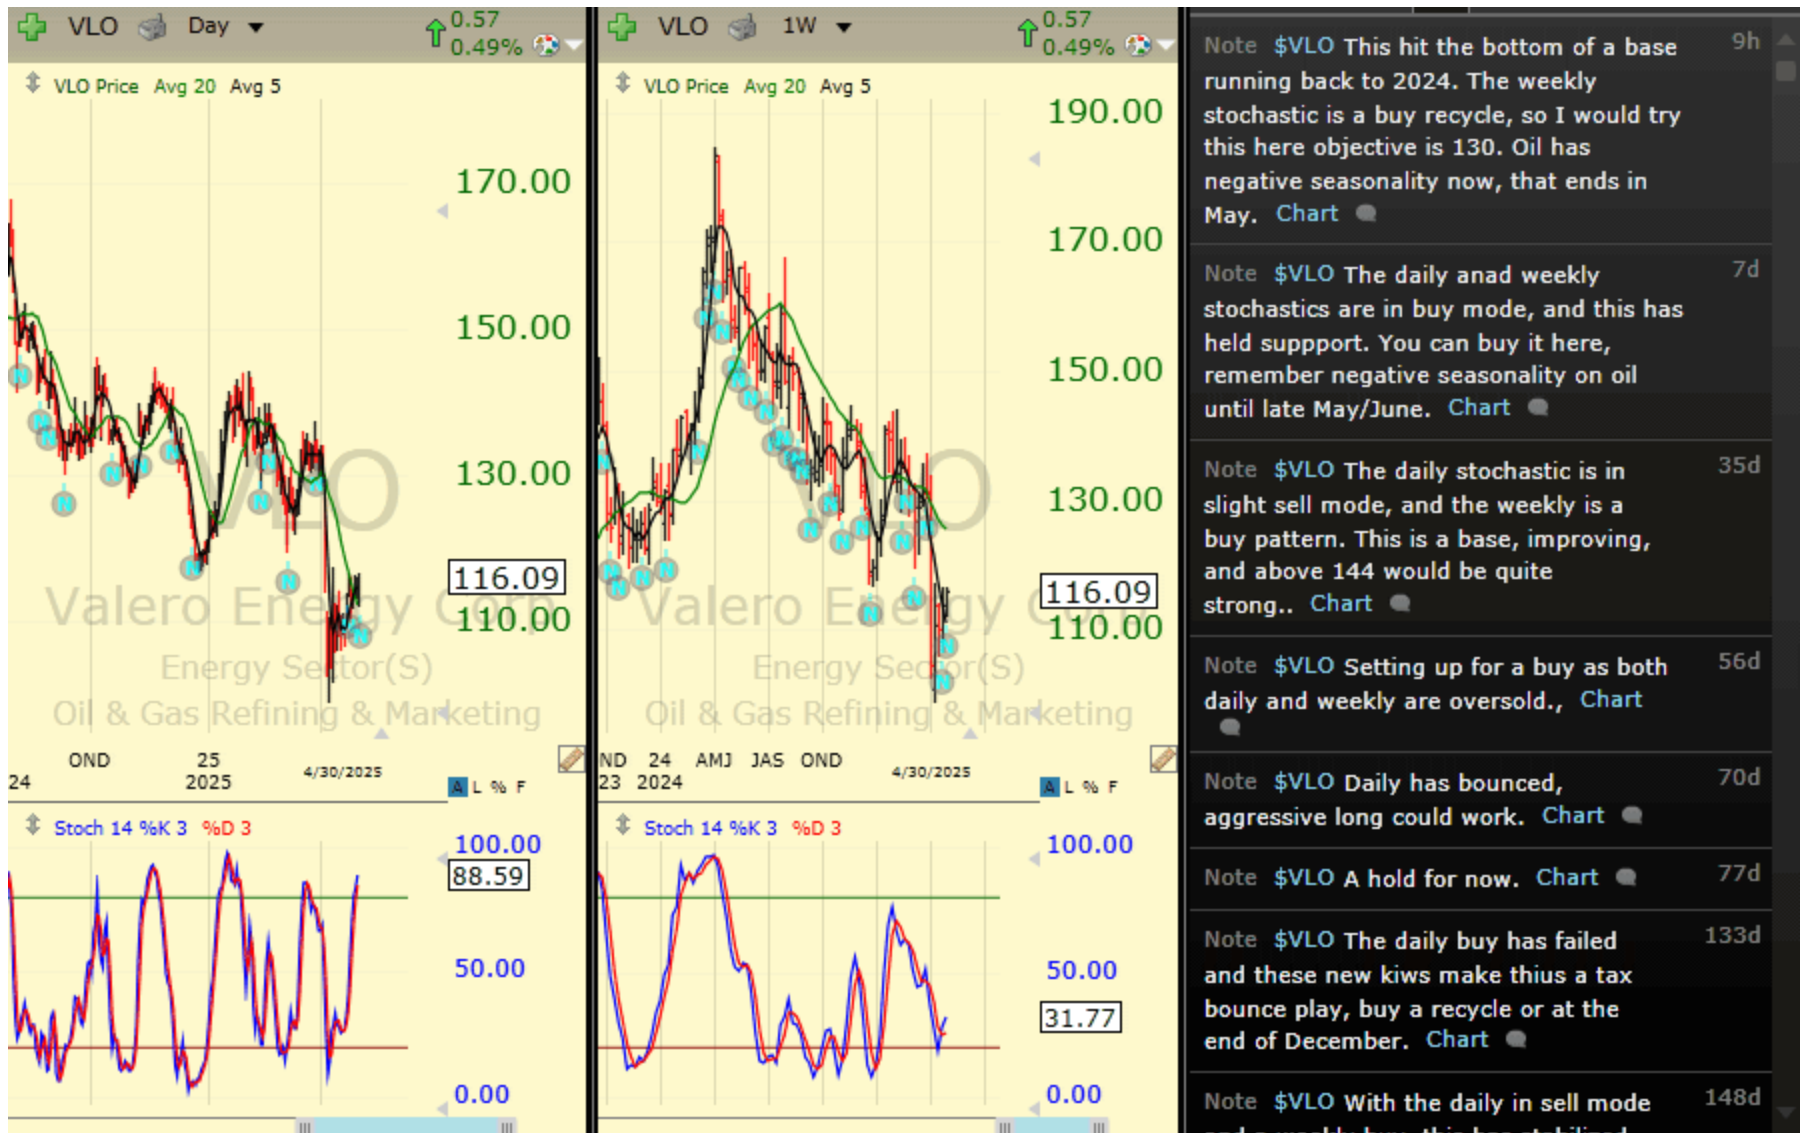 VLO Day 0.57
0.49%
VLO Price Avg 20 Avg 5
170.00
150.00
130.00
116.09
110.00
VLO
Valero Energy Corp
Energy Sector(S)
Oil & Gas Refining & Marketing
OND 25 4/30/2025
24 2025
A L % F
Stoch 14 %K 3 %D 3
100.00
88.59
50.00
0.00
VLO 1W 0.57
0.49%
VLO Price Avg 20 Avg 5
190.00
170.00
150.00
130.00
116.09
110.00
VLO
Valero Energy Corp
Energy Sector(S)
Oil & Gas Refining & Marketing
ND 24 AMJ JAS OND 4/30/2025
23 2024
A L % F
Stoch 14 %K 3 %D 3
100.00
50.00
31.77
0.00
Note $VLO This hit the bottom of a base 9h
running back to 2024. The weekly
stochastic is a buy recycle, so I would try
this here objective is 130. Oil has
negative seasonality now, that ends in
May. Chart
Note $VLO The daily anad weekly 7d
stochastics are in buy mode, and this has
held suppport. You can buy it here,
remember negative seasonality on oil
until late May/June. Chart
Note $VLO The daily stochastic is in 35d
slight sell mode, and the weekly is a
buy pattern. This is a base, improving,
and above 144 would be quite
strong.. Chart
Note $VLO Setting up for a buy as both 56d
daily and weekly are oversold., Chart
Note $VLO Daily has bounced, 70d
aggressive long could work. Chart
Note $VLO A hold for now. Chart 77d
Note $VLO The daily buy has failed 133d
and these new kiws make thius a tax
bounce play, buy a recycle or at the
end of December. Chart
Note $VLO With the daily in sell mode 148d